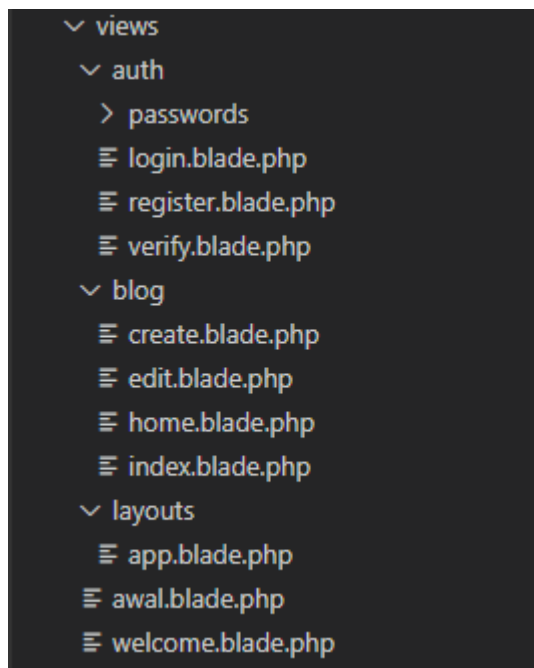 views
auth
passwords
login.blade.php
register.blade.php
verify.blade.php
blog
create.blade.php
edit.blade.php
home.blade.php
index.blade.php
layouts
app.blade.php
awal.blade.php
welcome.blade.php